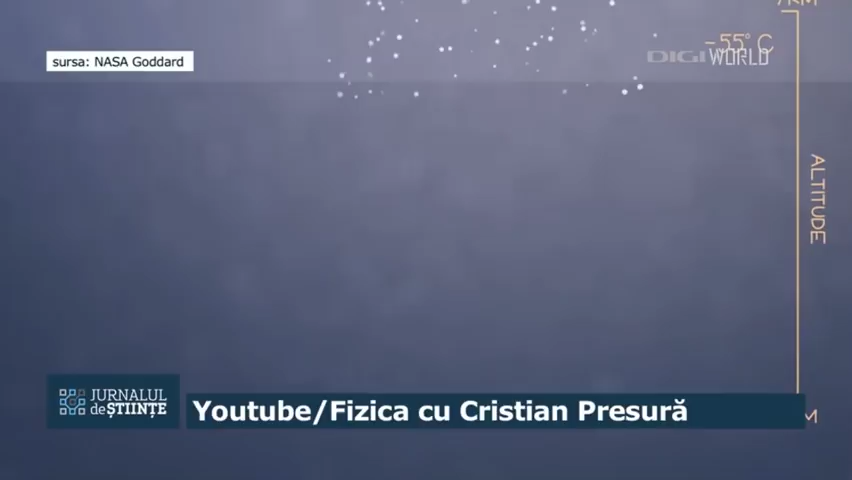 -55° C
sursa: NASA Goddard
DIGI WORLD
ALTITUDE
JURNALUL
de ȘTIINȚE
Youtube/Fizica cu Cristian Presură